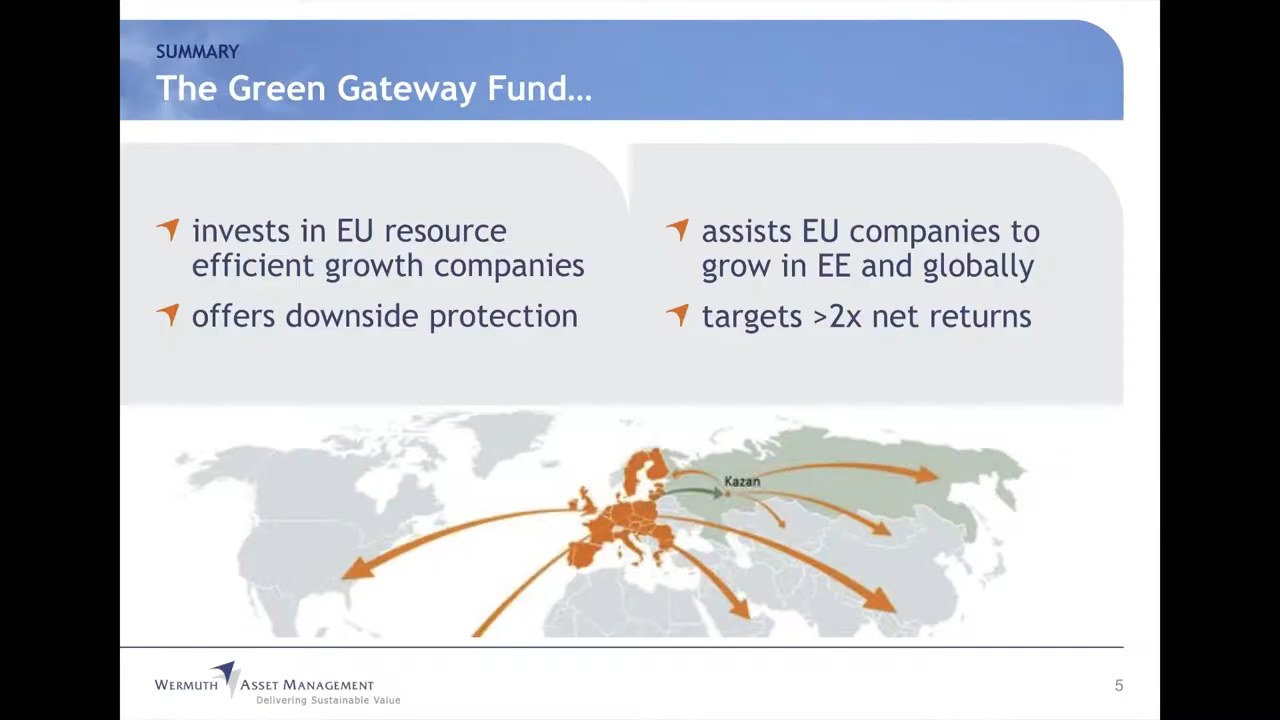 SUMMARY
The Green Gateway Fund…
invests in EU resource
efficient growth companies
offers downside protection
assists EU companies to
grow in EE and globally
targets >2x net returns
Kazan
WERMUTH ASSET MANAGEMENT
Delivering Sustainable Value
5